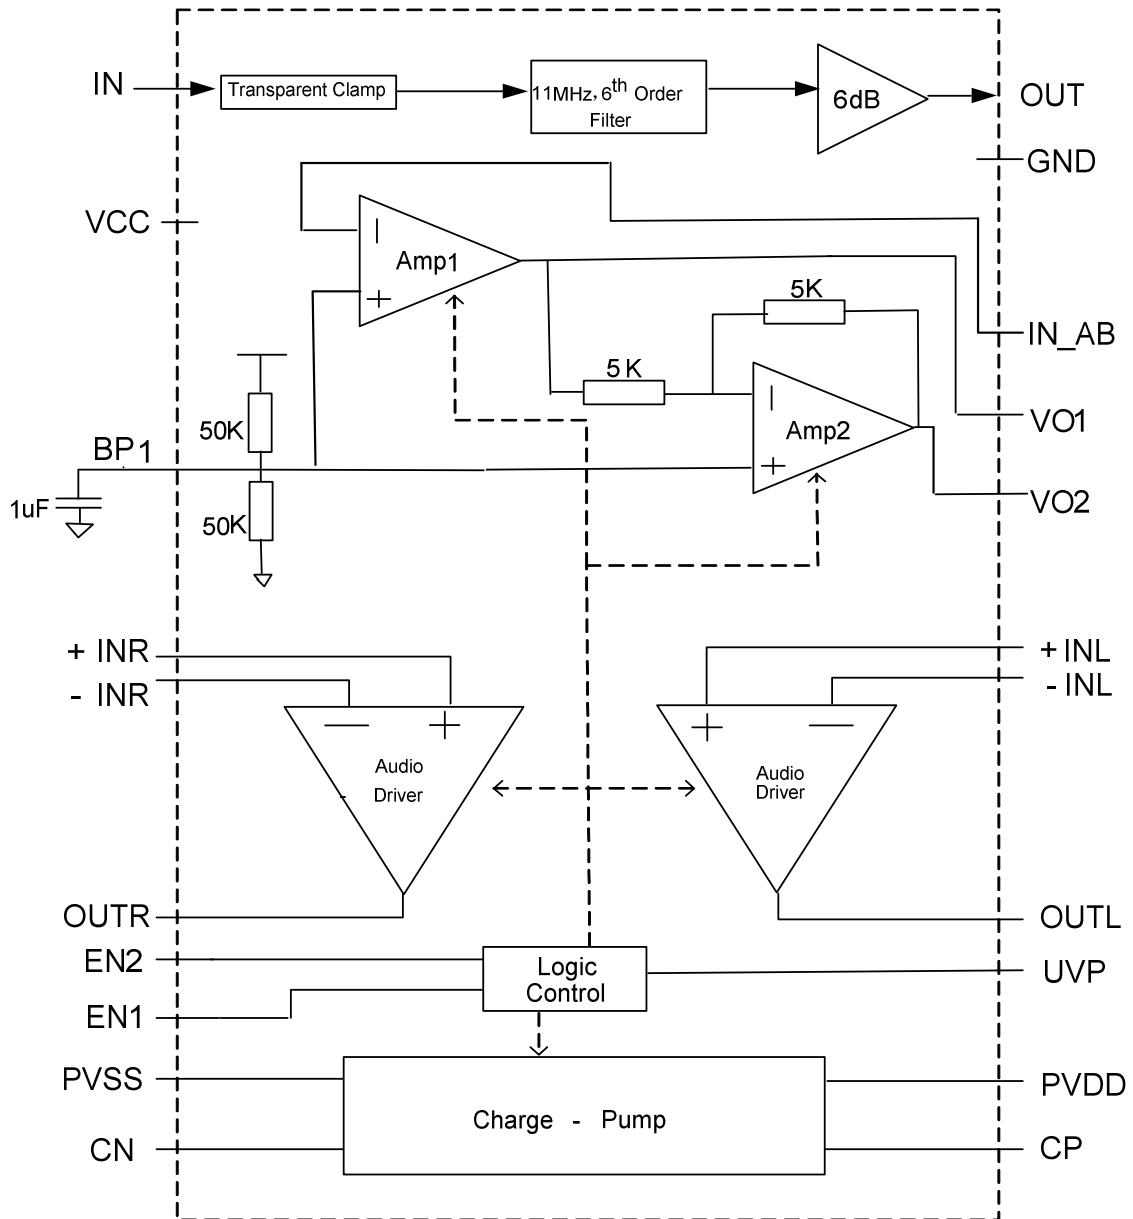 IN
Transparent Clamp
11MHz, 6th Order
Filter
6dB
OUT
GND
VCC
Amp1
5K
IN_AB
5K
50K
Amp2
VO1
BP1
1uF
50K
VO2
+ INR
- INR
+ INL
- INL
Audio
Driver
Audio
Driver
OUTR
OUTL
EN2
Logic
Control
UVP
EN1
PVSS
PVDD
Charge - Pump
CN
CP